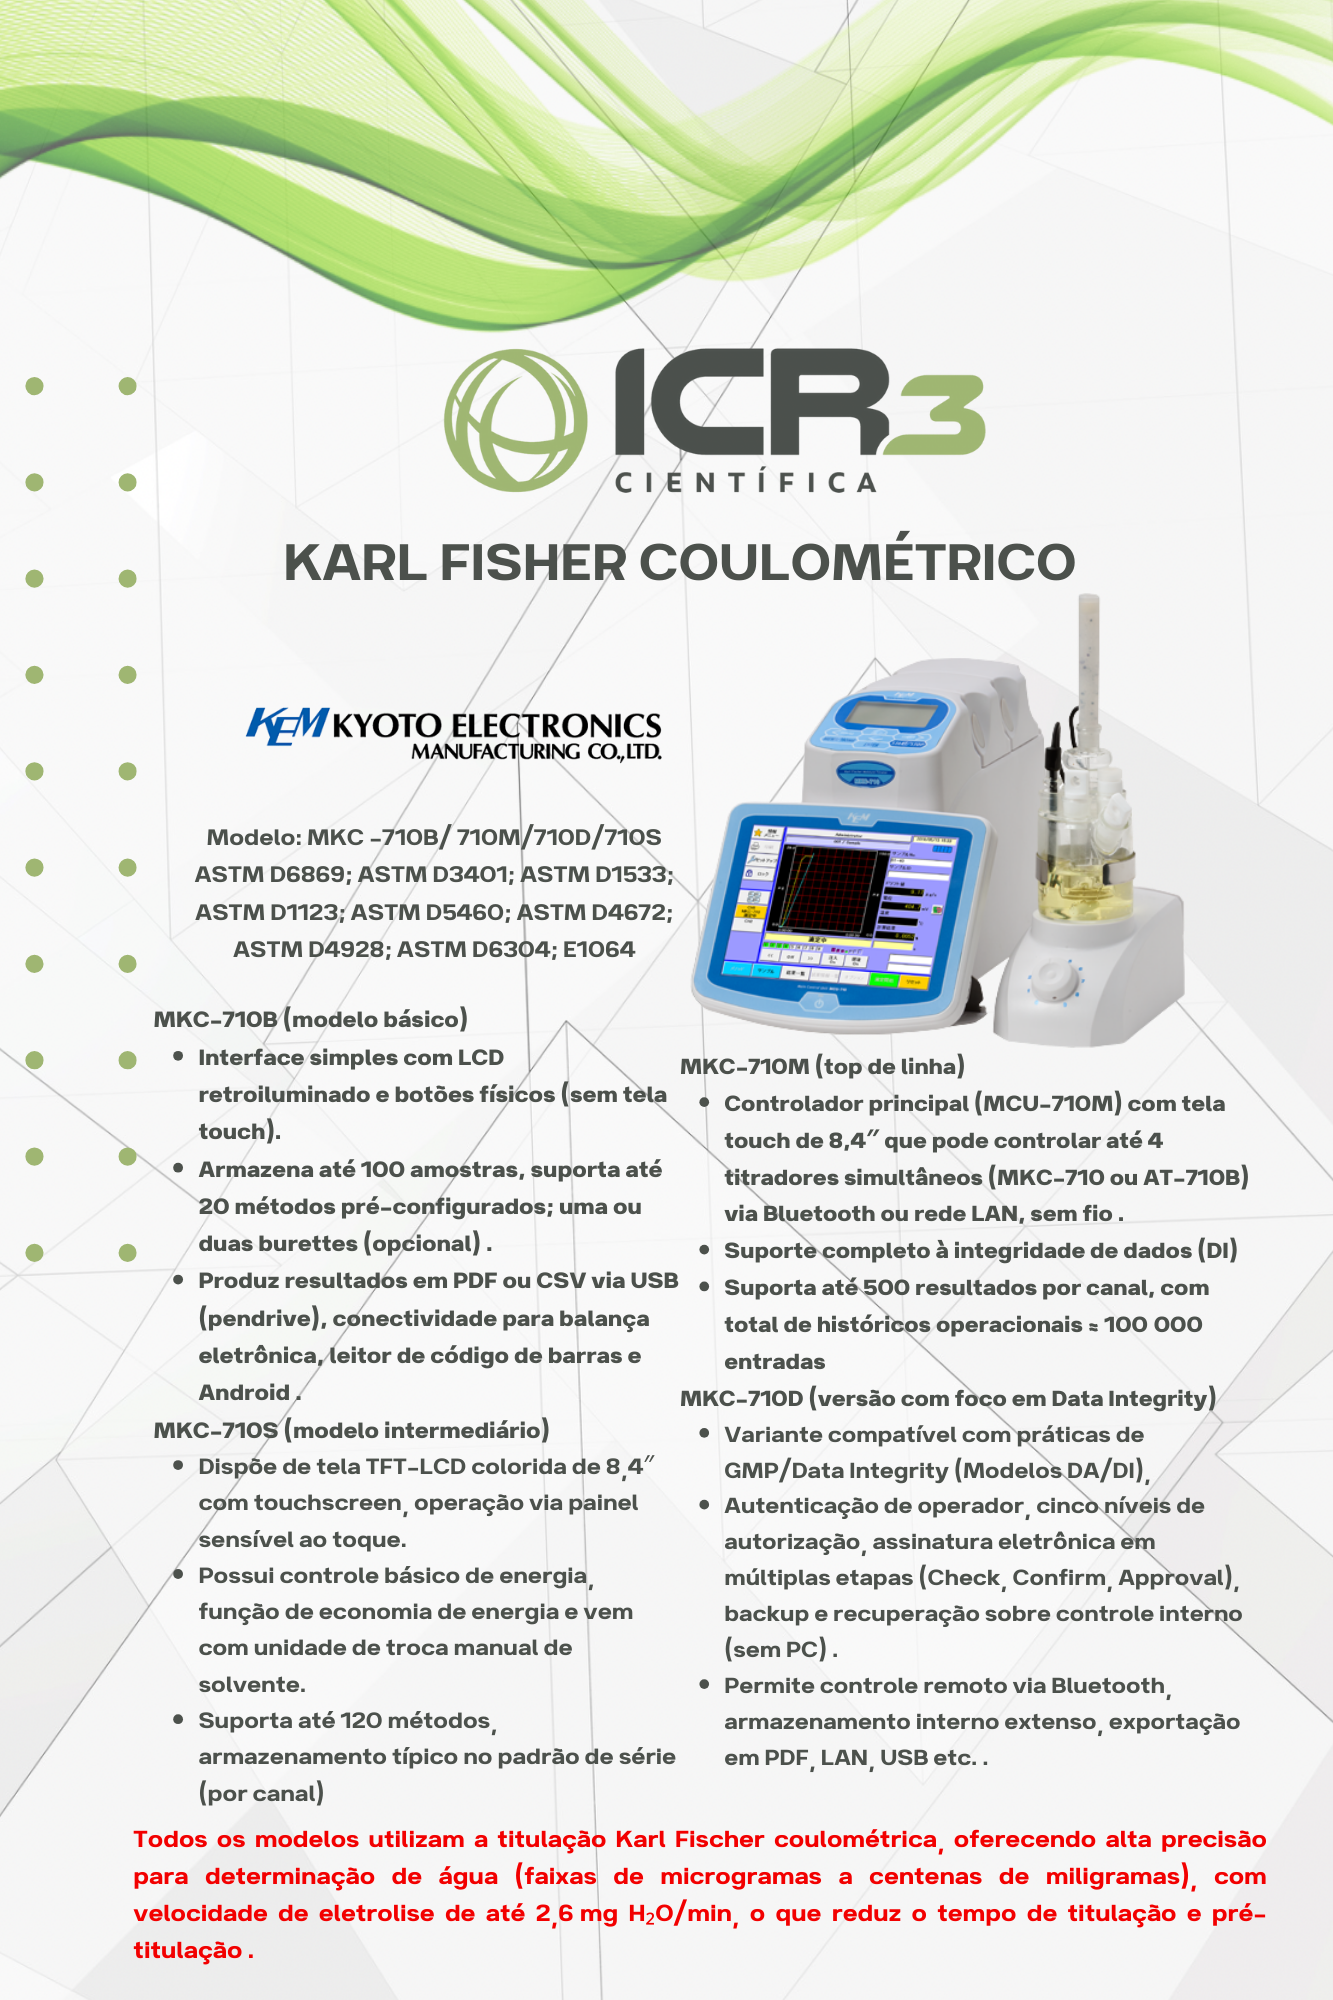 ICR3
CIENTÍFICA
KARL FISHER COULOMÉTRICO
KEM KYOTO ELECTRONICS
MANUFACTURING CO.,LTD.
Modelo: MKC -710B/ 710M/710D/710S
ASTM D6869; ASTM D3401; ASTM D1533;
ASTM D1123; ASTM D5460; ASTM D4672;
ASTM D4928; ASTM D6304; E1064
MKC-710B (modelo básico)
• Interface simples com LCD
retroiluminado e botões físicos (sem tela
touch).
• Armazena até 100 amostras, suporta até
20 métodos pré-configurados; uma ou
duas burettes (opcional) .
• Produz resultados em PDF ou CSV via USB
(pendrive), conectividade para balança
eletrônica, leitor de código de barras e
Android .
MKC-710S (modelo intermediário)
• Dispõe de tela TFT-LCD colorida de 8,4″
com touchscreen, operação via painel
sensível ao toque.
• Possui controle básico de energia,
função de economia de energia e vem
com unidade de troca manual de
solvente.
• Suporta até 120 métodos,
armazenamento típico no padrão de série
(por canal)
MKC-710M (top de linha)
• Controlador principal (MCU-710M) com tela
touch de 8,4″ que pode controlar até 4
titradores simultâneos (MKC-710 ou AT-710B)
via Bluetooth ou rede LAN, sem fio .
• Suporte completo à integridade de dados (DI)
• Suporta até 500 resultados por canal, com
total de históricos operacionais ≈ 100 000
entradas
MKC-710D (versão com foco em Data Integrity)
• Variante compatível com práticas de
GMP/Data Integrity (Modelos DA/DI),
• Autenticação de operador, cinco níveis de
autorização, assinatura eletrônica em
múltiplas etapas (Check, Confirm, Approval),
backup e recuperação sobre controle interno
(sem PC) .
• Permite controle remoto via Bluetooth,
armazenamento interno extenso, exportação
em PDF, LAN, USB etc. .
Todos os modelos utilizam a titulação Karl Fischer coulométrica, oferecendo alta precisão
para determinação de água (faixas de microgramas a centenas de miligramas), com
velocidade de eletrolise de até 2,6 mg H₂O/min, o que reduz o tempo de titulação e pré-
titulação .